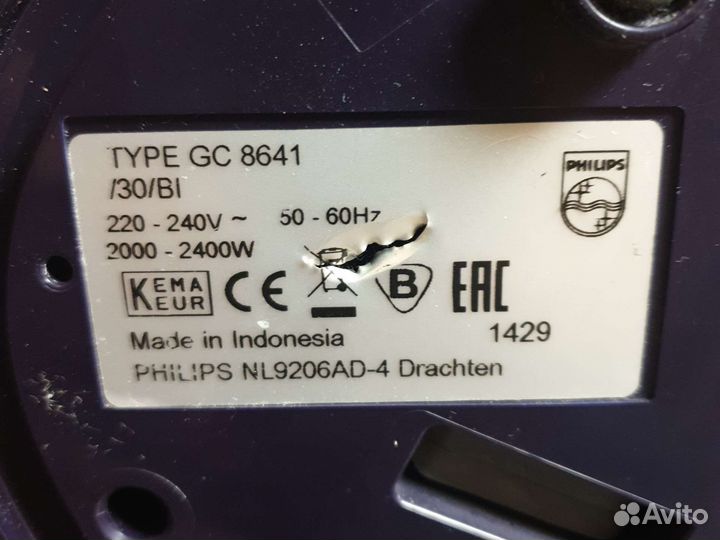 TYPE GC 8641
/30/BI
220 - 240V ~ 50 - 60Hz
2000 - 2400W
PHILIPS
KEMA
KEUR
CE
B
EAC
Made in Indonesia 1429
PHILIPS NL9206AD-4 Drachten
Avito